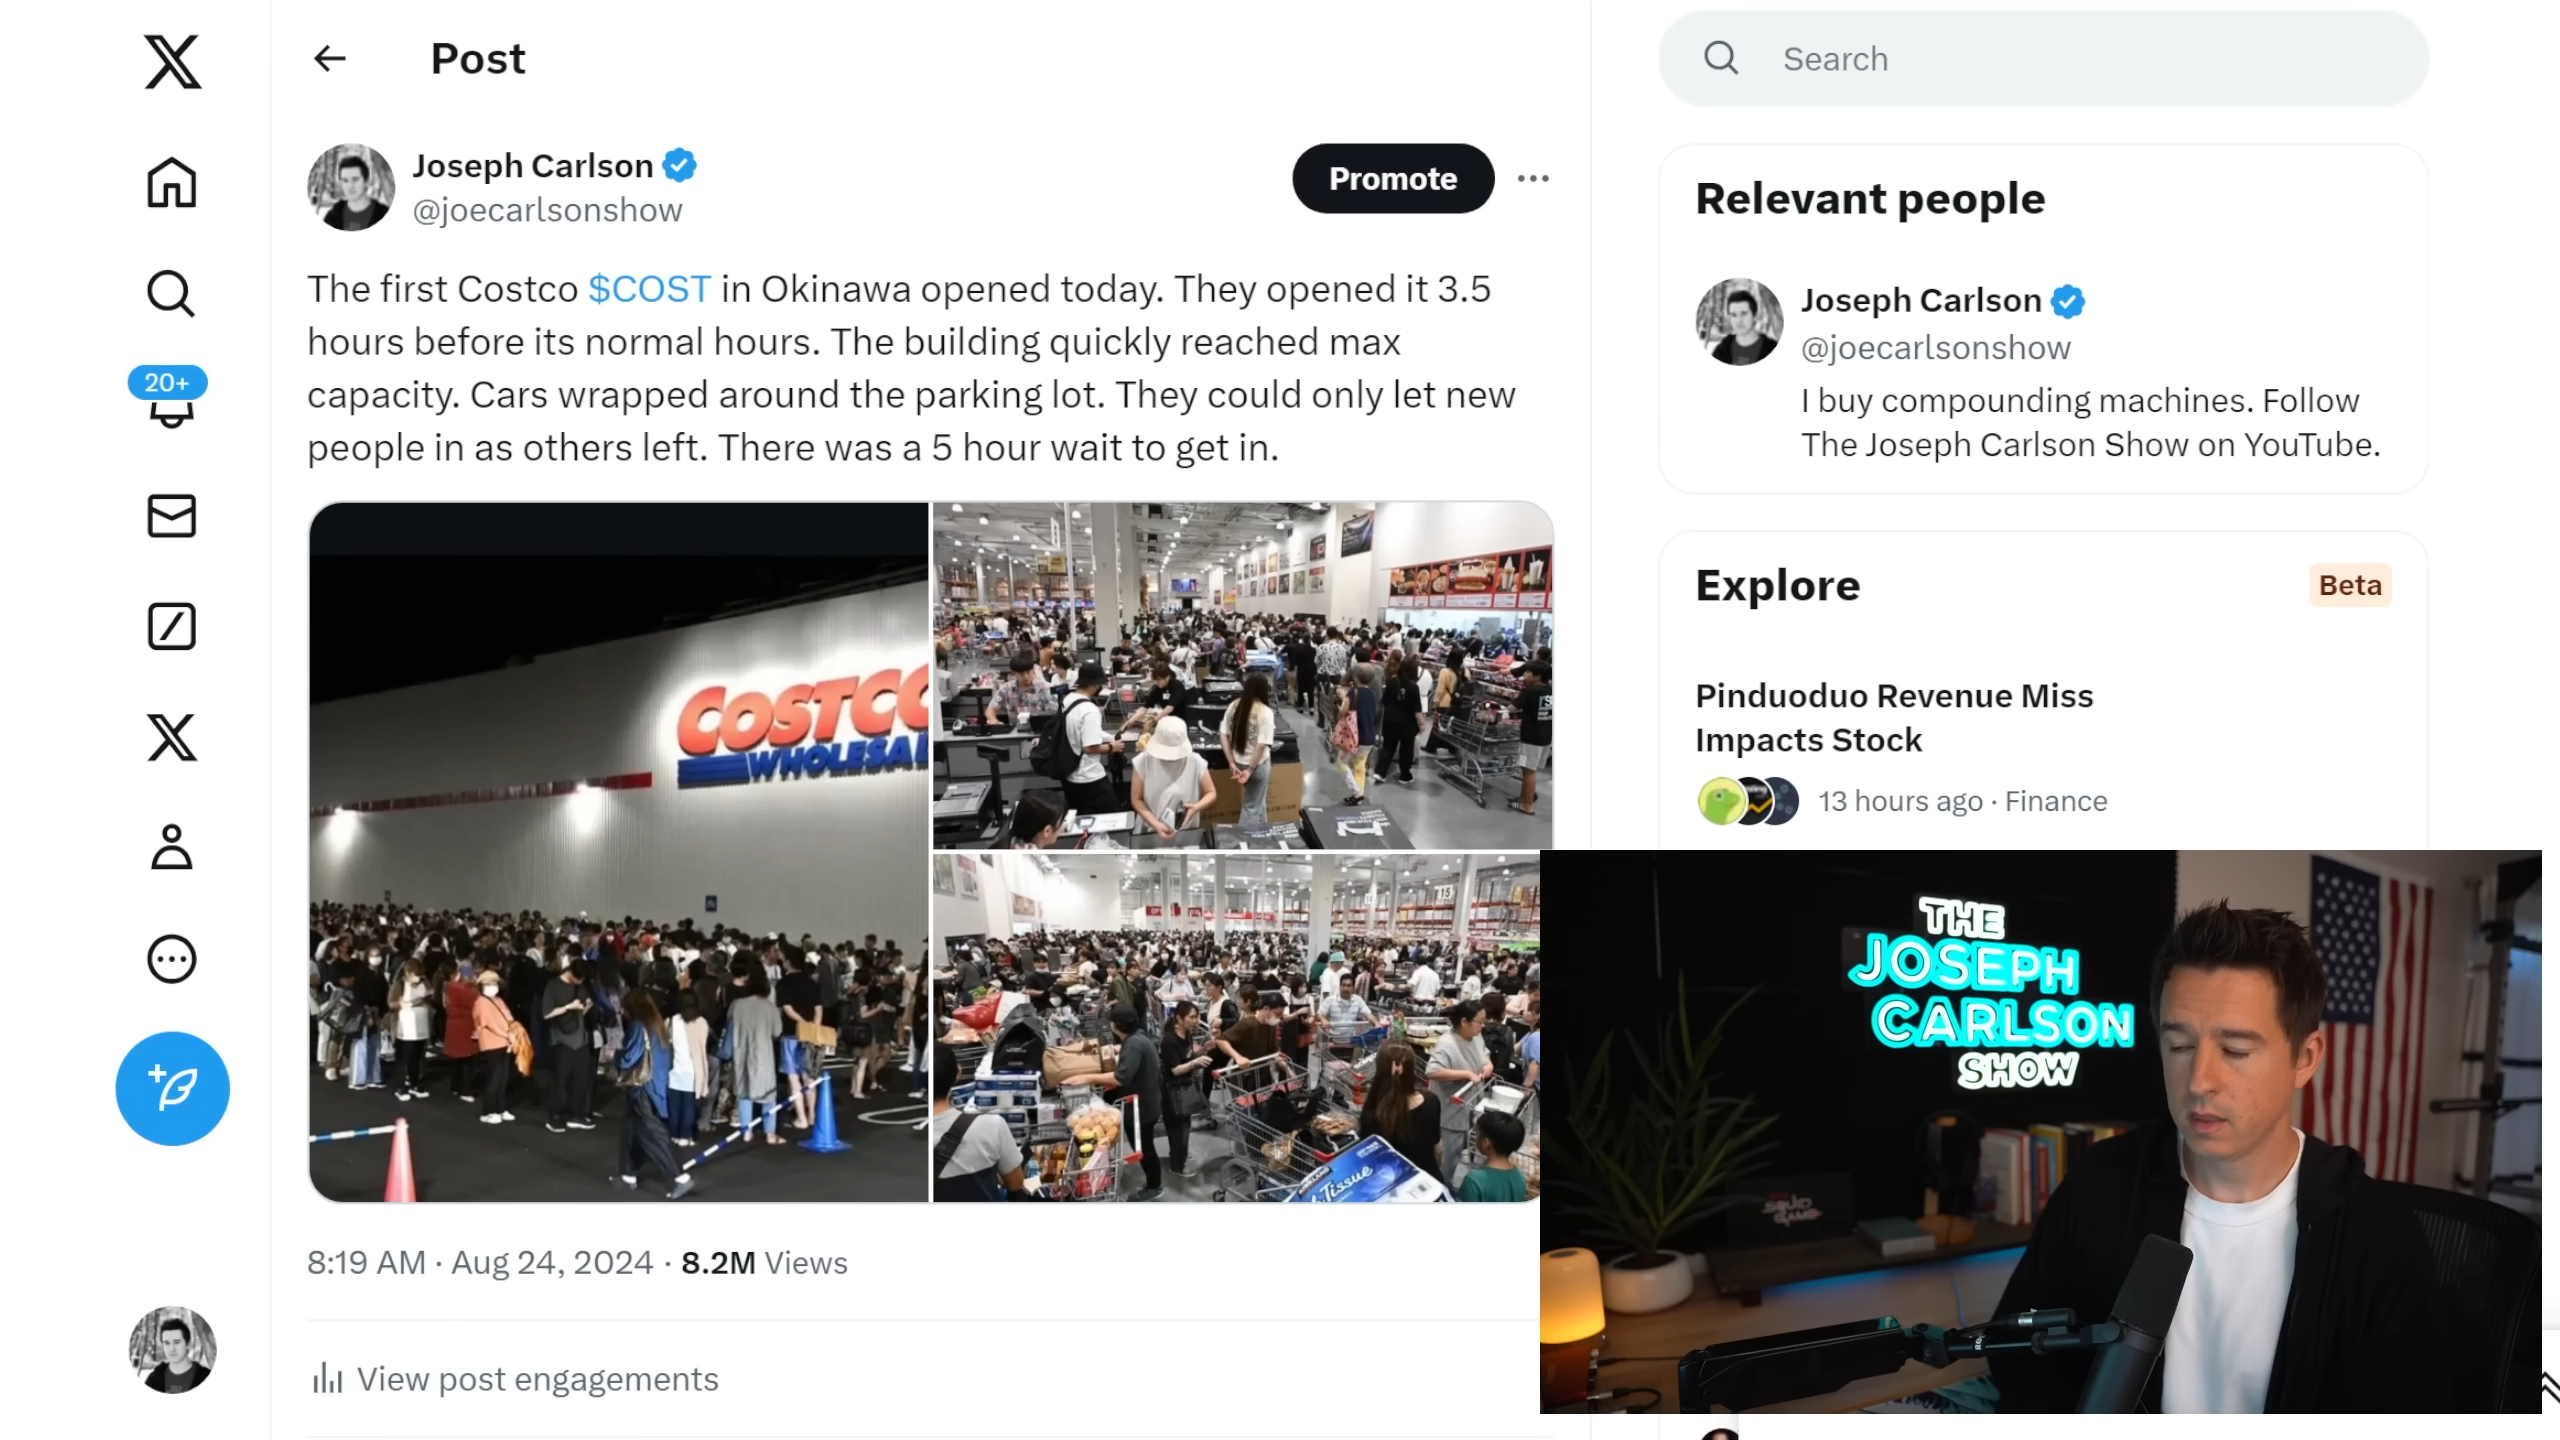 Post
Search
Joseph Carlson
@joecarlsonshow
Promote
The first Costco $COST in Okinawa opened today. They opened it 3.5
hours before its normal hours. The building quickly reached max
capacity. Cars wrapped around the parking lot. They could only let new
people in as others left. There was a 5 hour wait to get in.
20+
COSTCO
WHOLESAL
15
Tissue
8:19 AM · Aug 24, 2024 · 8.2M Views
View post engagements
Relevant people
Joseph Carlson
@joecarlsonshow
I buy compounding machines. Follow
The Joseph Carlson Show on YouTube.
Explore
Beta
Pinduoduo Revenue Miss
Impacts Stock
13 hours ago · Finance
THE
JOSEPH
CARLSON
SHOW